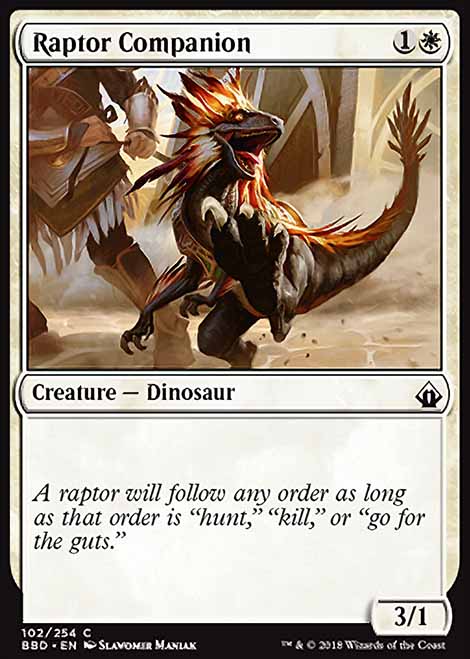 Raptor Companion 1
Creature — Dinosaur
A raptor will follow any order as long
as that order is “hunt,” “kill,” or “go for
the guts.”
3/1
102/254 C
BBD • EN Slawomir Maniak
™ & © 2018 Wizards of the Coast